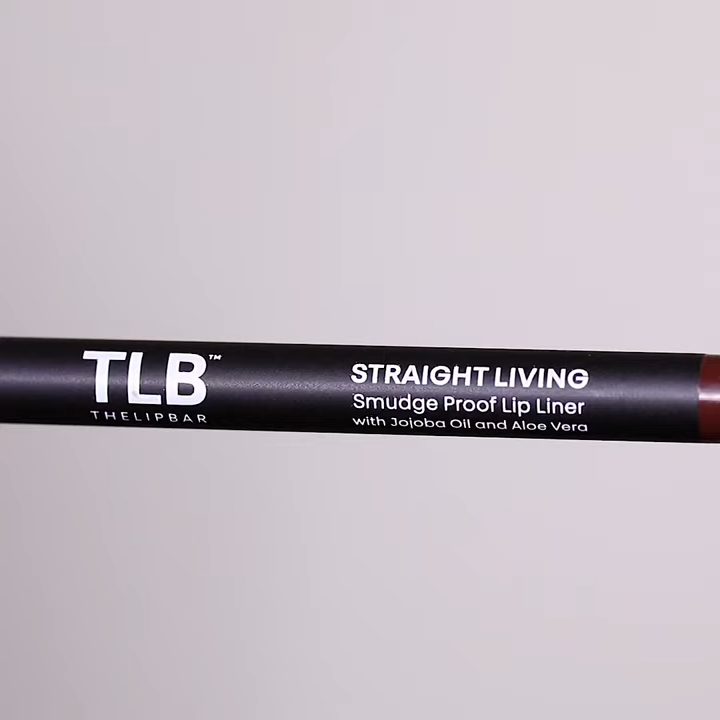 TLB™
THELIPBAR
STRAIGHT LIVING
Smudge Proof Lip Liner
with Jojoba Oil and Aloe Vera